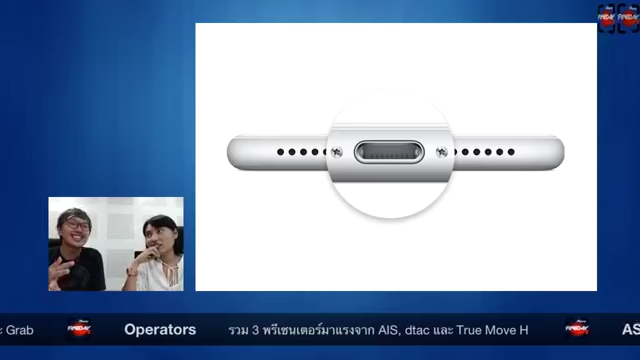 : Grab
Operators
รวม 3 พรีเซนเตอร์มาแรงจาก AIS, dtac และ True Move H
AS